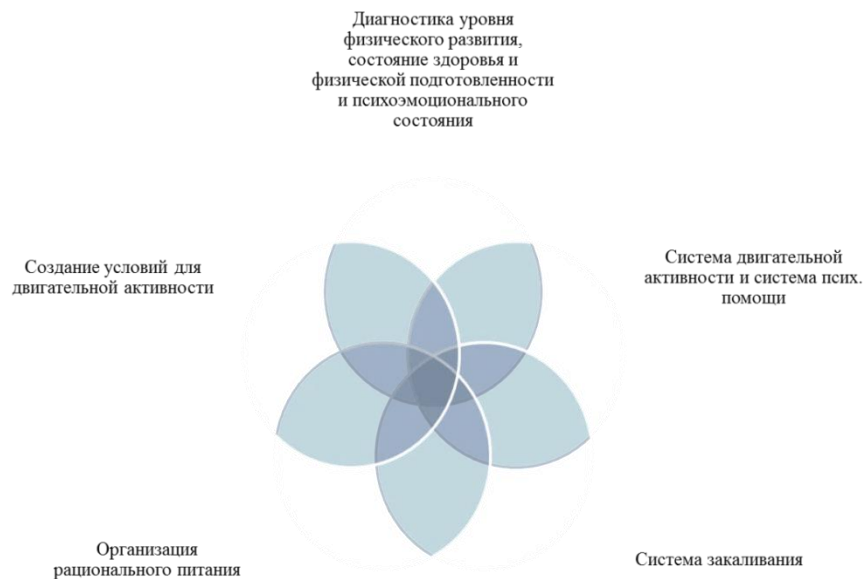 Диагностика уровня
физического развития,
состояние здоровья и
физической подготовленности
и психоэмоционального
состояния
Создание условий для
двигательной активности
Система двигательной
активности и система псих.
помощи
Организация
рационального питания
Система закаливания